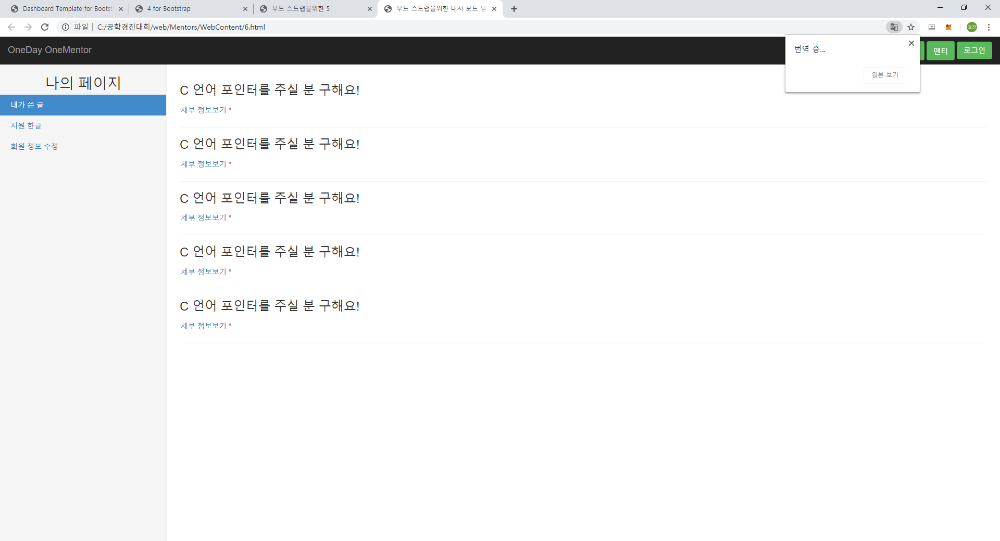 Dashboard Template for Bootst
4 for Bootstrap
부트 스트랩을위한 5
부트 스트랩을위한 대시 보드 템
파일
C:/공학경진대회/web/Mentors/WebContent/6.html
효진
OneDay OneMentor
번역 중...
원본 보기
멘티
로그인
나의 페이지
내가 쓴 글
지원 한글
회원 정보 수정
C 언어 포인터를 주실 분 구해요!
세부 정보보기 "
C 언어 포인터를 주실 분 구해요!
세부 정보보기 "
C 언어 포인터를 주실 분 구해요!
세부 정보보기 "
C 언어 포인터를 주실 분 구해요!
세부 정보보기 "
C 언어 포인터를 주실 분 구해요!
세부 정보보기 "